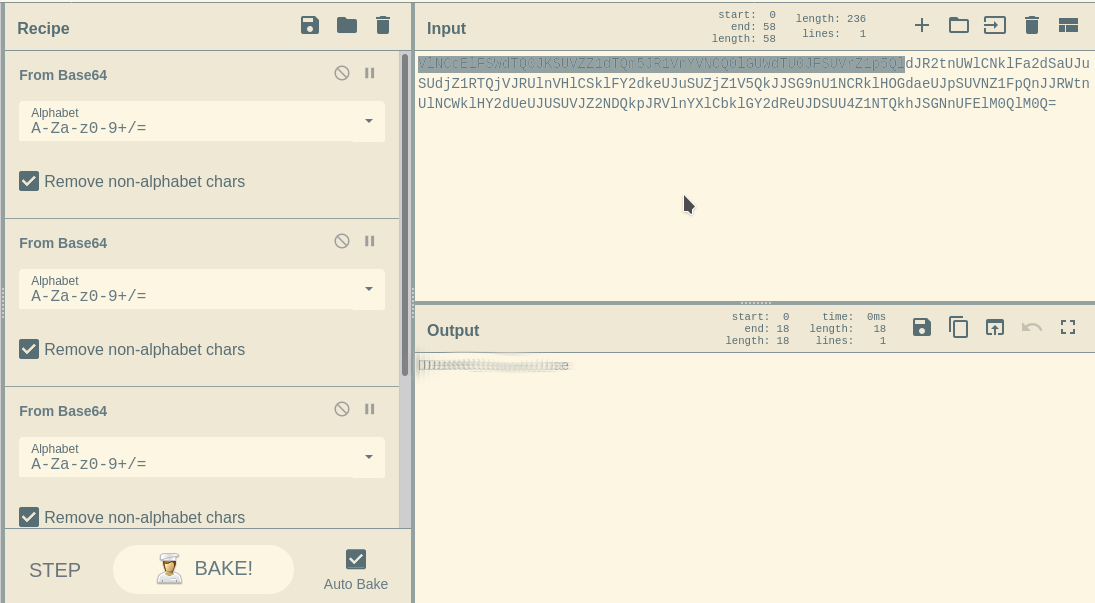 Recipe
From Base64
Alphabet
A-Za-z0-9+/=
Remove non-alphabet chars
From Base64
Alphabet
A-Za-z0-9+/=
Remove non-alphabet chars
From Base64
Alphabet
A-Za-z0-9+/=
Remove non-alphabet chars
STEP
BAKE!
Auto Bake
Input
start: 0
end: 58
length: 58
length: 236
lines: 1
dJR2tnUWlCNklFa2dSaUJu
SUdjZ1RTQjVJRUlnVHlCSklFY2dkeUJuSUZjZ1V5QkJJSG9nU1NCRklHOGdaeUJpSUVNZ1FpQnJJRWtn
UlNCWklHY2dUeUJUSUVJZ2NDQkpJRVlnYXlCbklGY2dReUJDSUU4Z1NTQkhJSGNnUFElM0QlM0Q=
Output
start: 0
end: 18
length: 18
time: 0ms
length: 18
lines: 1